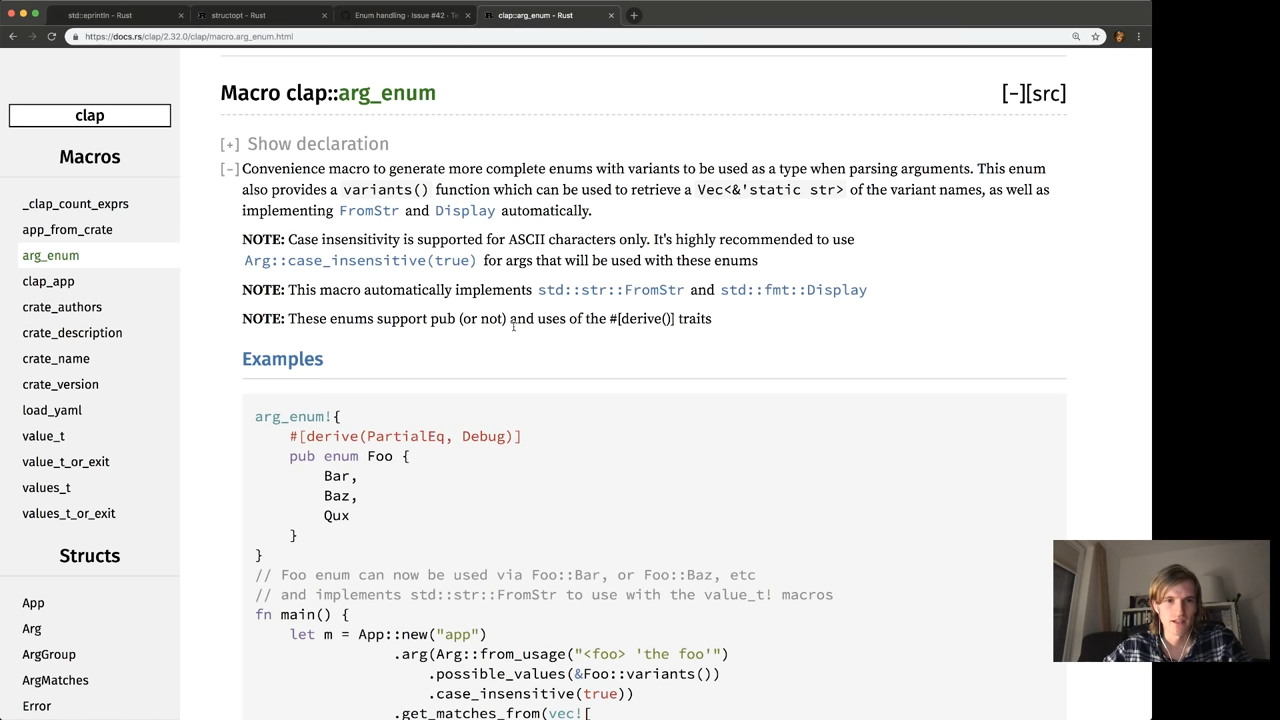 std::eprintln - Rust
structopt - Rust
Enum handling · Issue #42 · Te
clap::arg_enum - Rust
https://docs.rs/clap/2.32.0/clap/macro.arg_enum.html
clap
Macros
_clap_count_exprs
app_from_crate
arg_enum
clap_app
crate_authors
crate_description
crate_name
crate_version
load_yaml
value_t
value_t_or_exit
values_t
values_t_or_exit
Structs
App
Arg
ArgGroup
ArgMatches
Error
Macro clap::arg_enum [−][src]
[+] Show declaration
[−] Convenience macro to generate more complete enums with variants to be used as a type when parsing arguments. This enum
also provides a variants() function which can be used to retrieve a Vec<&'static str> of the variant names, as well as
implementing FromStr and Display automatically.
NOTE: Case insensitivity is supported for ASCII characters only. It's highly recommended to use
Arg::case_insensitive(true) for args that will be used with these enums
NOTE: This macro automatically implements std::str::FromStr and std::fmt::Display
NOTE: These enums support pub (or not) and uses of the #[derive()] traits
Examples
arg_enum!{
#[derive(PartialEq, Debug)]
pub enum Foo {
Bar,
Baz,
Qux
}
}
// Foo enum can now be used via Foo::Bar, or Foo::Baz, etc
// and implements std::str::FromStr to use with the value_t! macros
fn main() {
let m = App::new("app")
.arg(Arg::from_usage("<foo> 'the foo'")
.possible_values(&Foo::variants())
.case_insensitive(true))
.get_matches_from(vec![